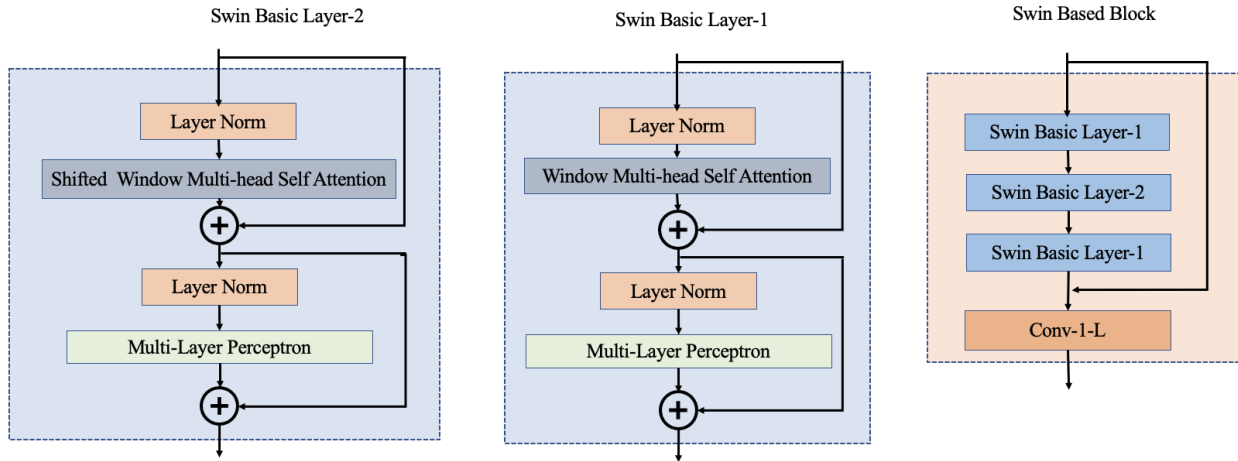 Swin Basic Layer-2
Layer Norm
Shifted Window Multi-head Self Attention
Layer Norm
Multi-Layer Perceptron
Swin Basic Layer-1
Layer Norm
Window Multi-head Self Attention
Layer Norm
Multi-Layer Perceptron
Swin Based Block
Swin Basic Layer-1
Swin Basic Layer-2
Swin Basic Layer-1
Conv-1-L